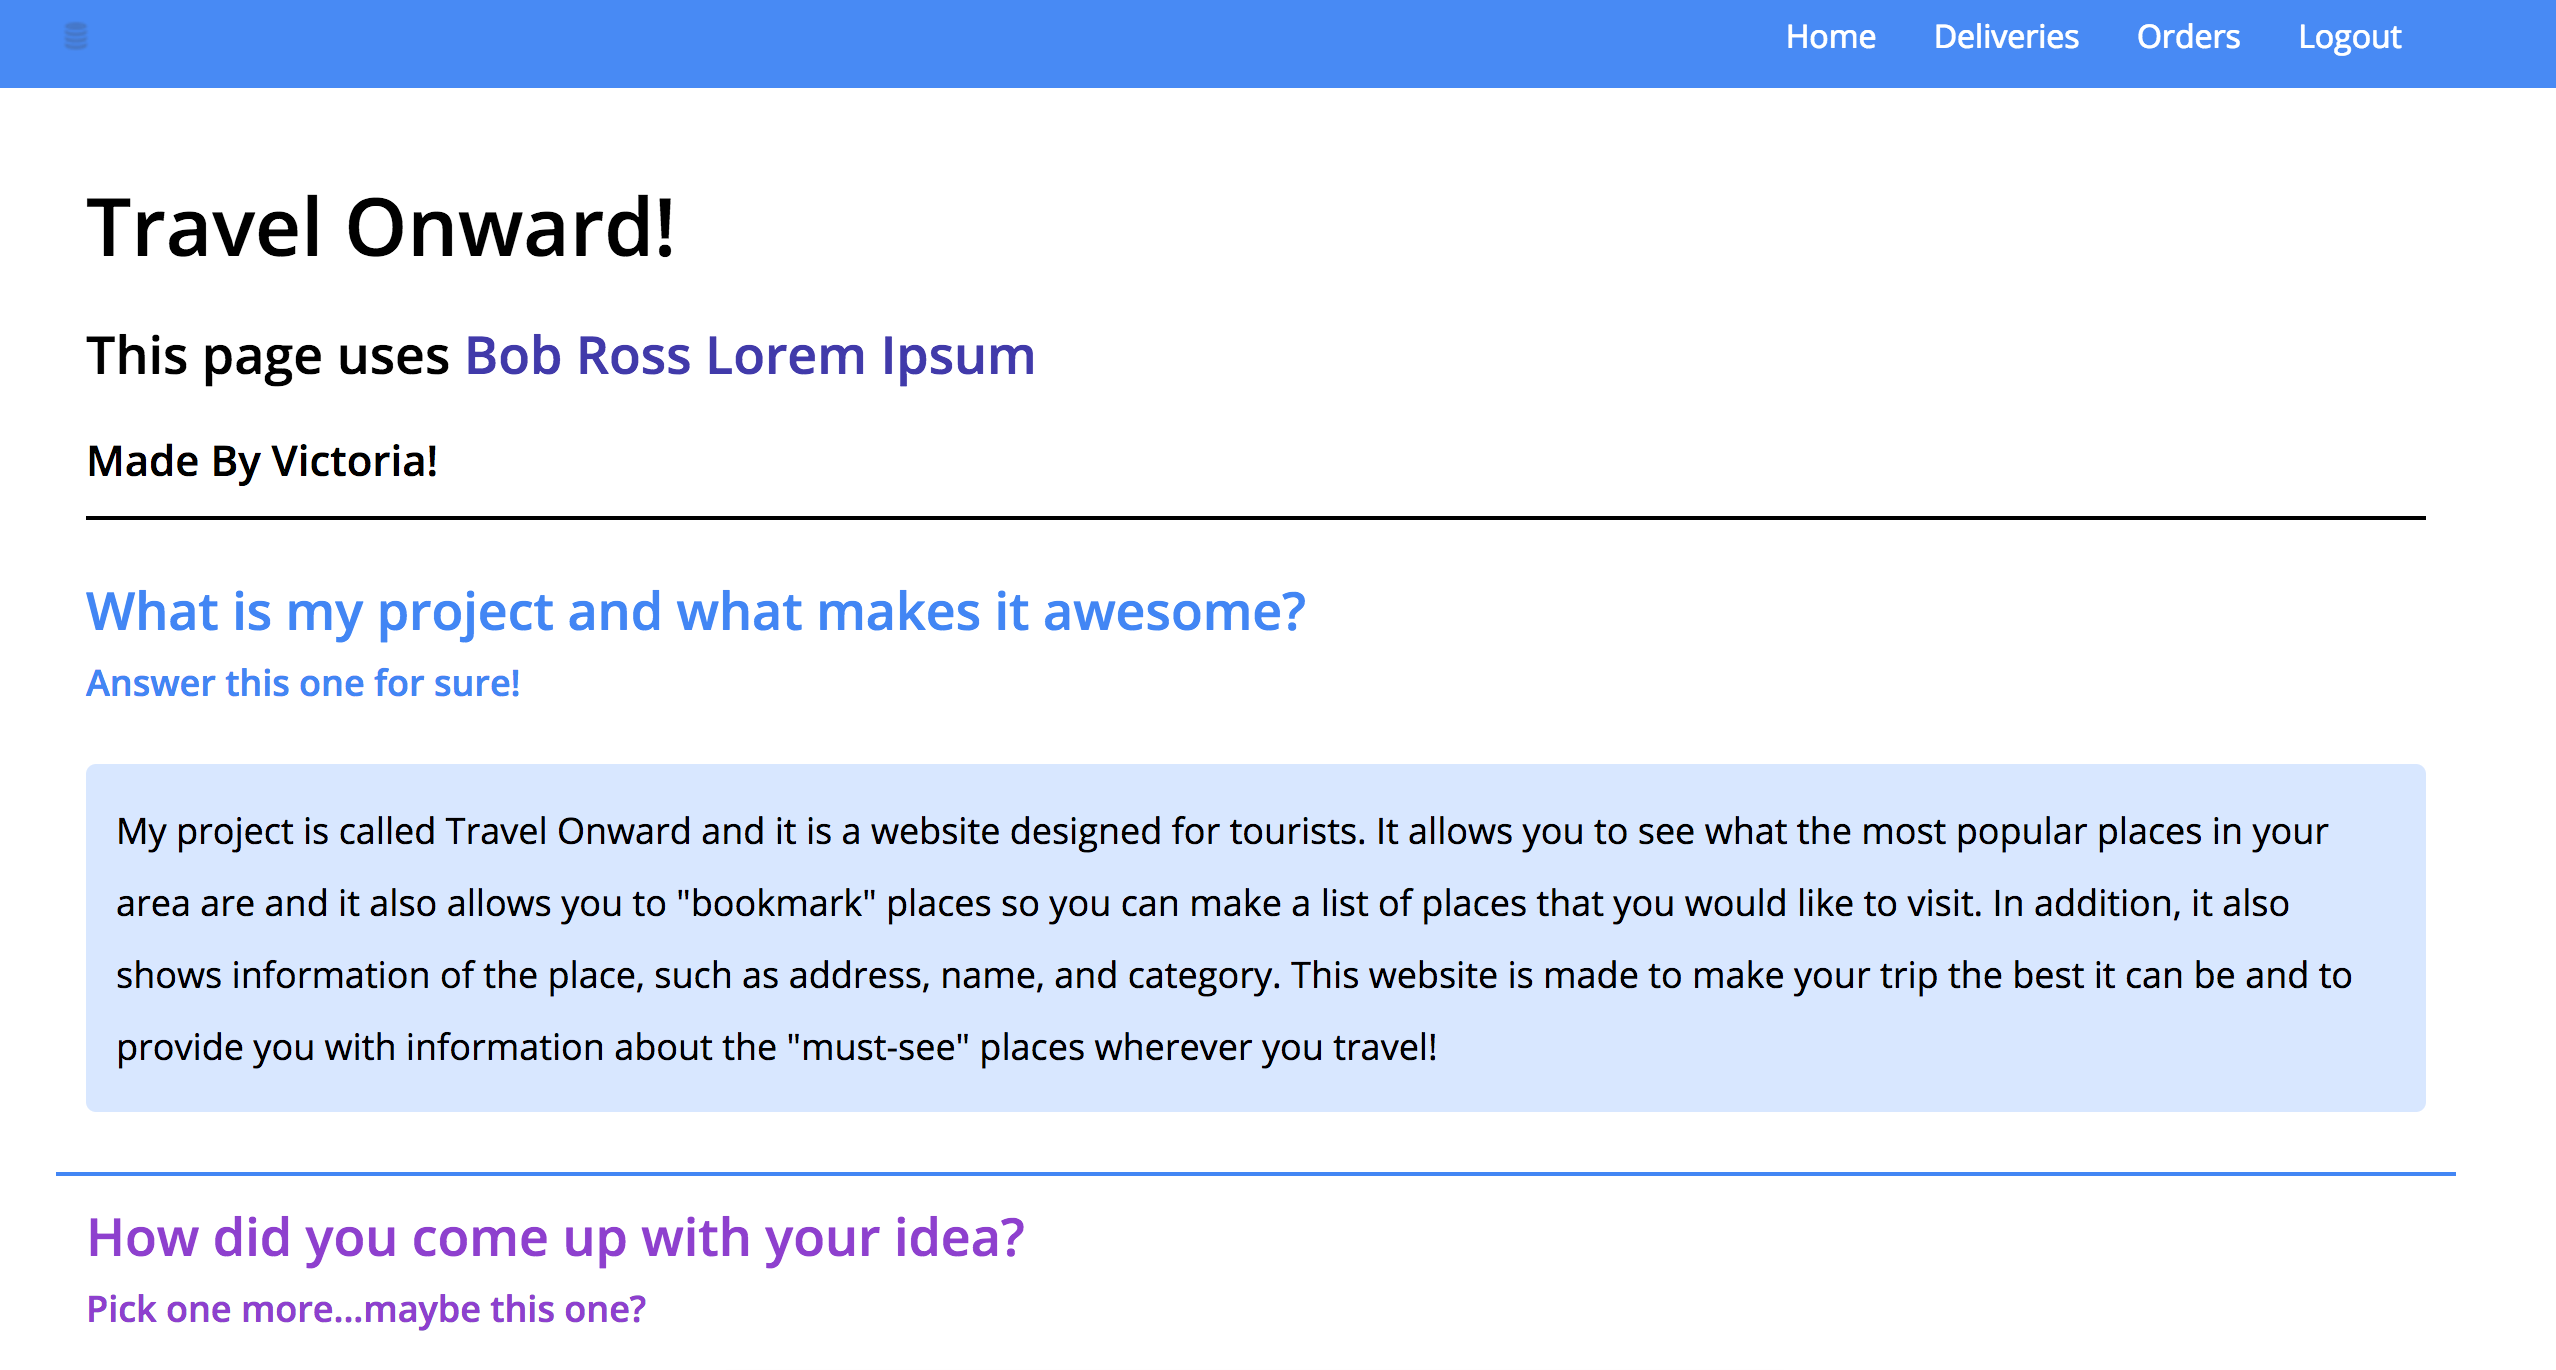 Home Deliveries Orders Logout
Travel Onward!
This page uses Bob Ross Lorem Ipsum
Made By Victoria!
What is my project and what makes it awesome?
Answer this one for sure!
My project is called Travel Onward and it is a website designed for tourists. It allows you to see what the most popular places in your
area are and it also allows you to "bookmark" places so you can make a list of places that you would like to visit. In addition, it also
shows information of the place, such as address, name, and category. This website is made to make your trip the best it can be and to
provide you with information about the "must-see" places wherever you travel!
How did you come up with your idea?
Pick one more...maybe this one?